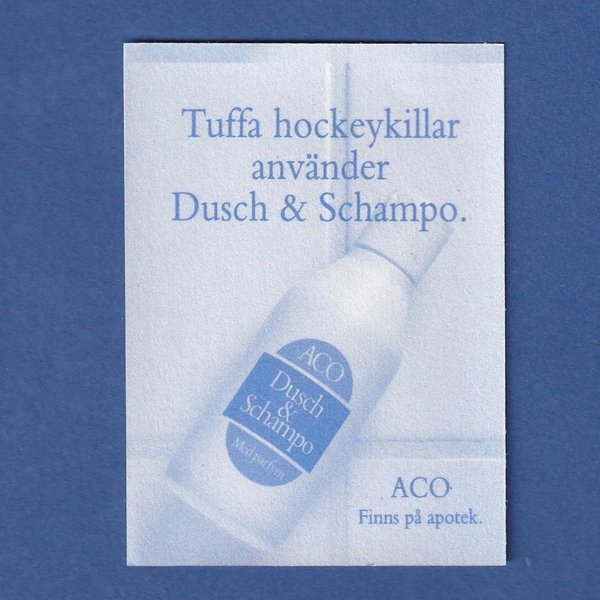 Tuffa hockeykillar
använder
Dusch & Schampo.
ACO
Dusch
&
Schampo
Med parfym
ACO
Finns på apotek.